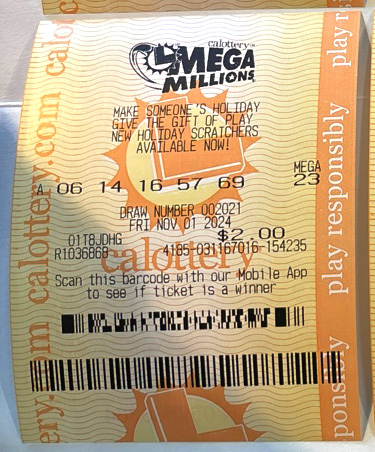 calottery
MEGA
MILLIONS
MAKE SOMEONE'S HOLIDAY
GIVE THE GIFT OF PLAY
NEW HOLIDAY SCRATCHERS
AVAILABLE NOW!
MEGA
A 06 14 16 57 69 23
DRAW NUMBER 002021
FRI NOV 01 2024
01T8JDHG $2.00
R1036868 4185-031167016-154235
calottery
Scan this barcode with our Mobile App
to see if ticket is a winner
calottery.com
play responsibly